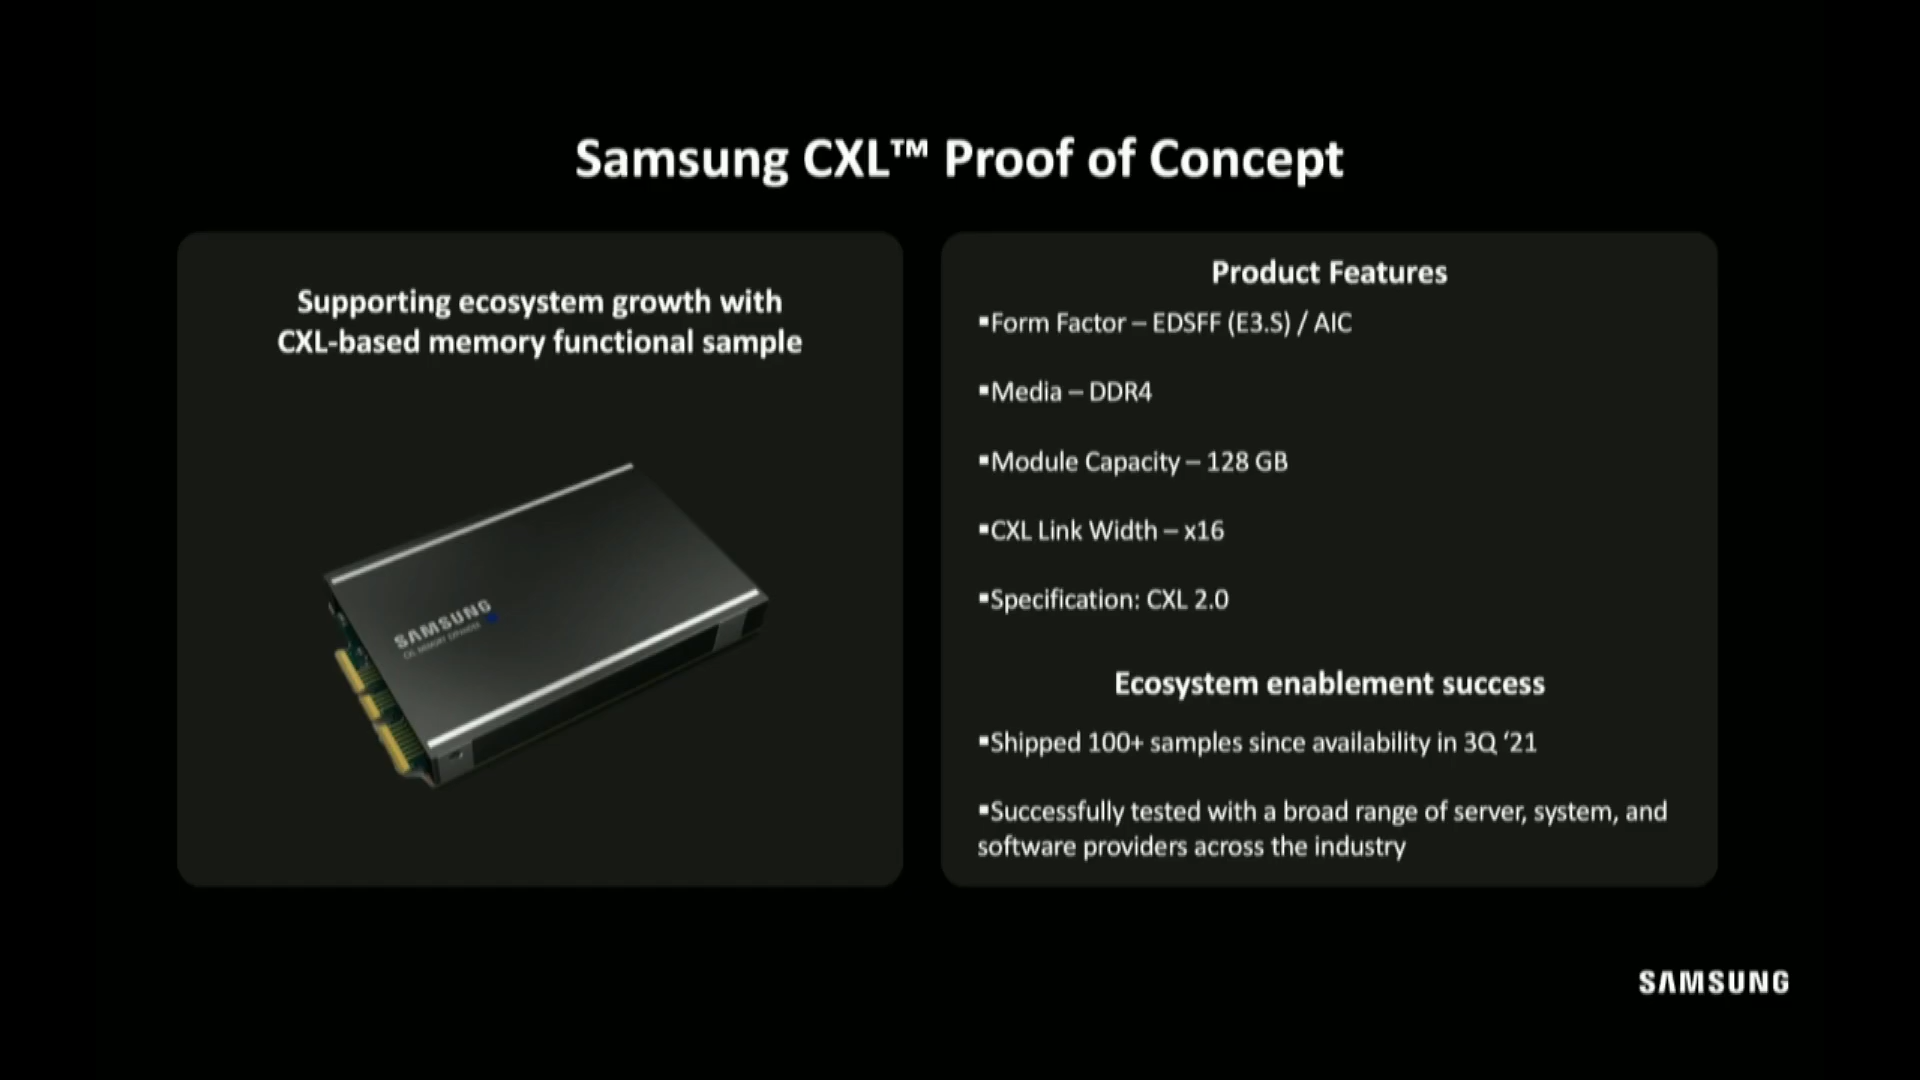 Samsung CXL™ Proof of Concept
Supporting ecosystem growth with
CXL-based memory functional sample
SAMSUNG
CXL MEMORY EXPANDER
Product Features
▪Form Factor – EDSFF (E3.S) / AIC
▪Media – DDR4
▪Module Capacity – 128 GB
▪CXL Link Width – x16
▪Specification: CXL 2.0
Ecosystem enablement success
▪Shipped 100+ samples since availability in 3Q ‘21
▪Successfully tested with a broad range of server, system, and
software providers across the industry
SAMSUNG